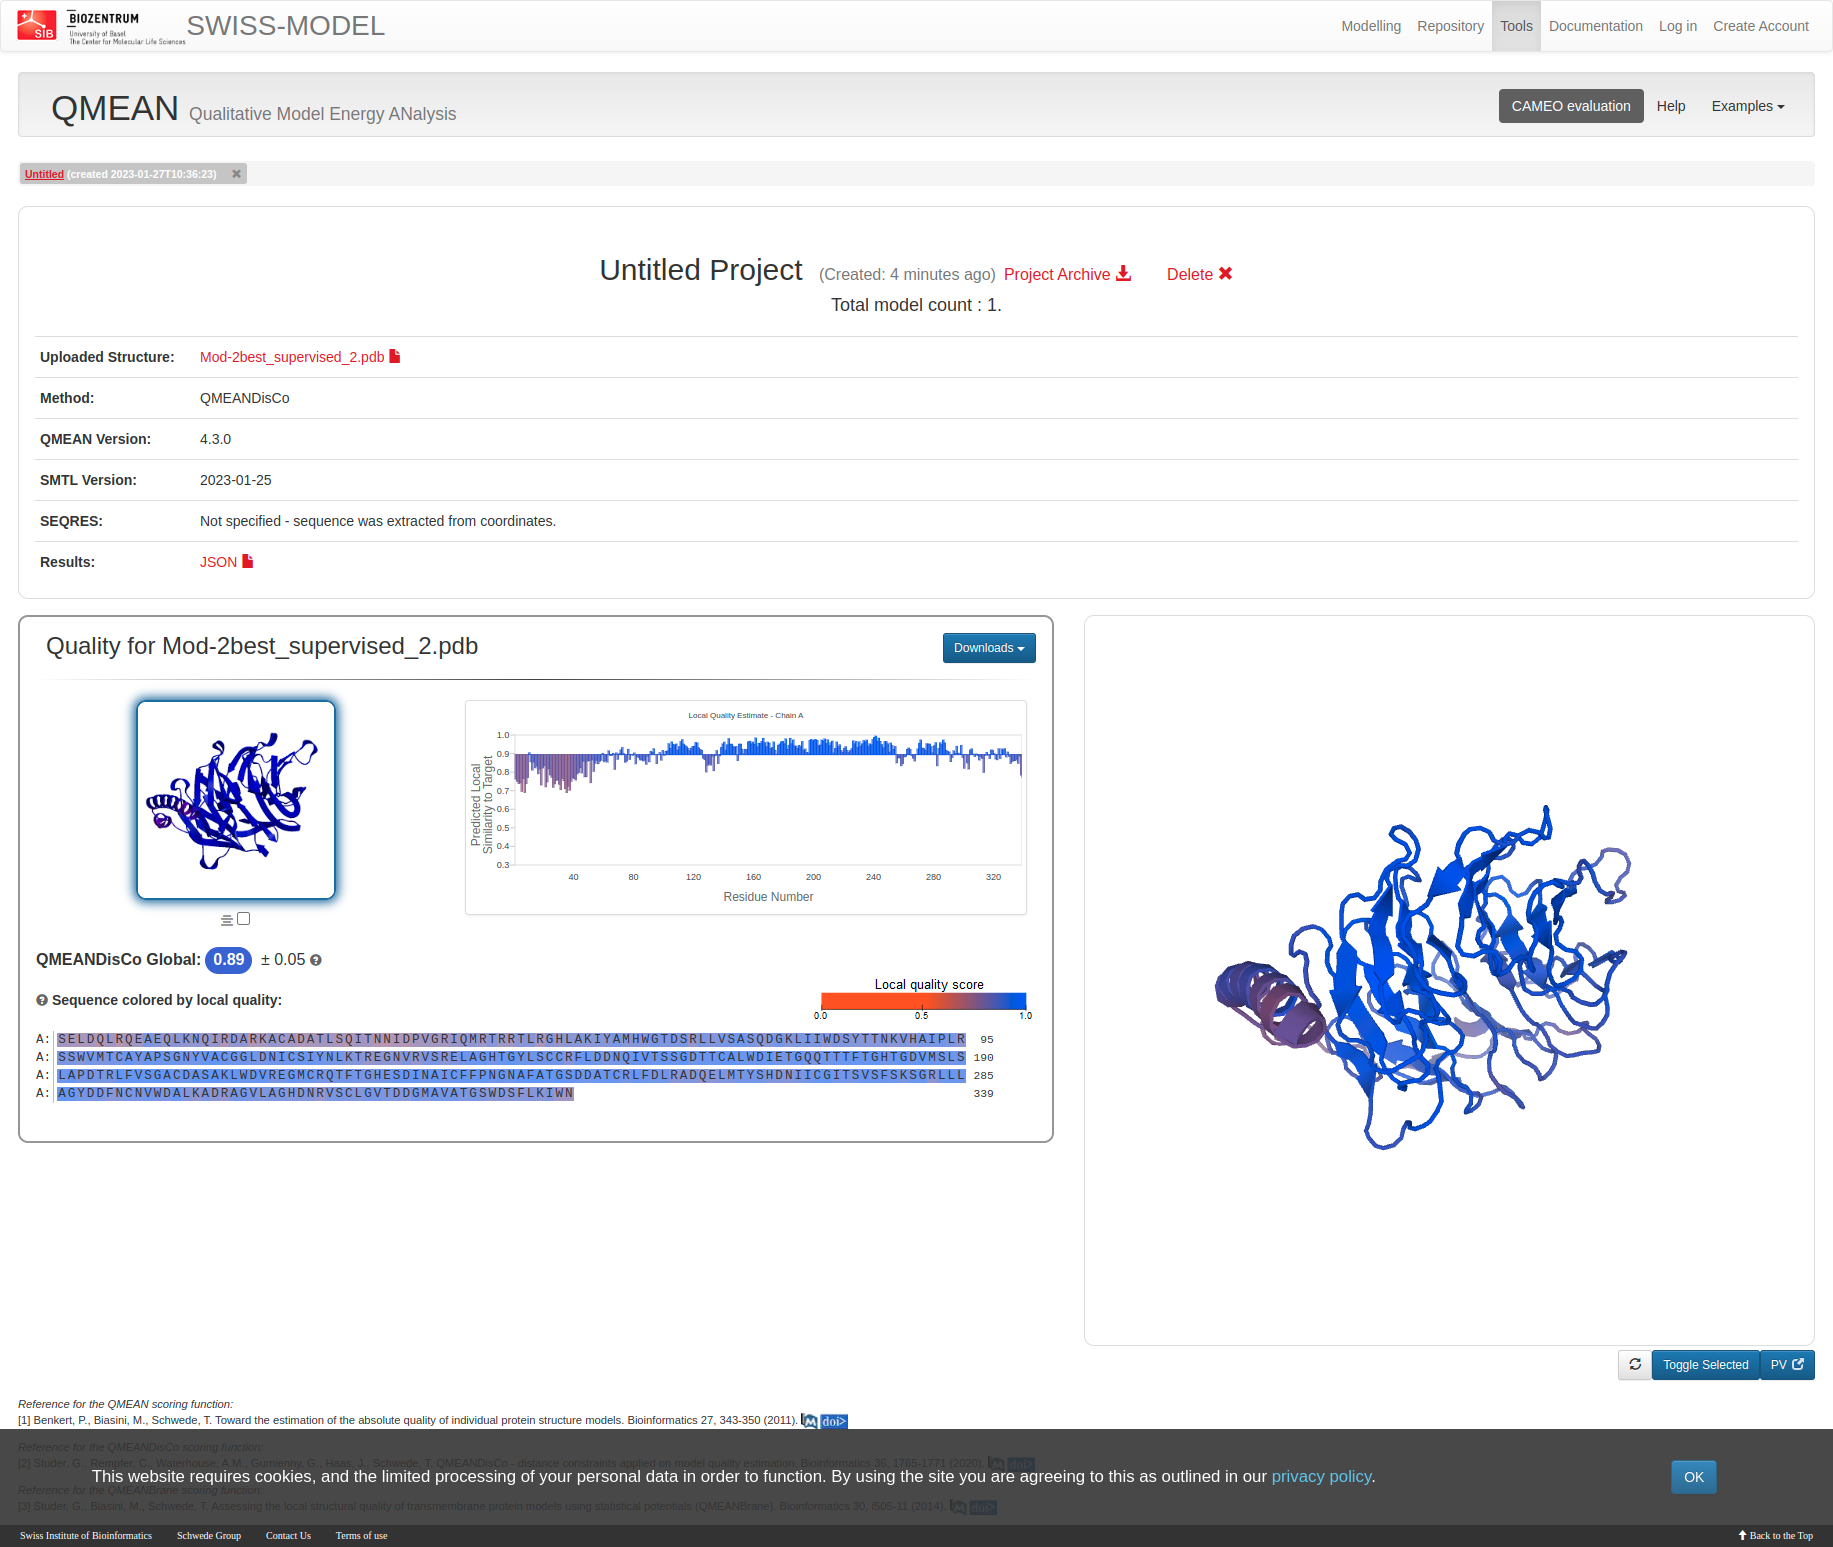 SIB
BIOZENTRUM
University of Basel
The Center for Molecular Life Sciences
SWISS-MODEL
Modelling Repository Tools Documentation Log in Create Account
QMEAN Qualitative Model Energy ANalysis
CAMEO evaluation Help Examples
Untitled (created 2023-01-27T10:36:23)
Untitled Project (Created: 4 minutes ago) Project Archive Delete
Total model count : 1.
Uploaded Structure: Mod-2best_supervised_2.pdb
Method: QMEANDisCo
QMEAN Version: 4.3.0
SMTL Version: 2023-01-25
SEQRES: Not specified - sequence was extracted from coordinates.
Results: JSON
Quality for Mod-2best_supervised_2.pdb
Downloads
Local Quality Estimate - Chain A
Predicted Local
Similarity to Target
1.0
0.9
0.8
0.7
0.6
0.5
0.4
0.3
40 80 120 160 200 240 280 320
Residue Number
QMEANDisCo Global: 0.89 ± 0.05
Sequence colored by local quality:
Local quality score
0.0 0.5 1.0
A: SELDQLRQEAEQLKNQIRDARKACADATLSQITNNIDPVGRIQMRTRRTLRGHLAKIYAMHWGTDSRLLVSASQDGKLIIWDSYTTNKVHAIPLR 95
A: SSWVMTCAYAPSGNYVACGGLDNICSIYNLKTREGNVRVSRELAGHTGYLSCCRFLDDNQIVTSSGDTTCALWDIETGQQTTTFTGHTGDVMSLS 190
A: LAPDTRLFVSGACDASAKLWDVREGMCRQTFTGHESDINAICFFPNGNAFATGSDDATCRLFDLRADQELMTYSHDNIICGITSVSFSKSGRLLL 285
A: AGYDDFNCNVWDALKADRAGVLAGHDNRVSCLGVTDDGMAVATGSWDSFLKIWN 339
Toggle Selected PV
Reference for the QMEAN scoring function:
[1] Benkert, P., Biasini, M., Schwede, T. Toward the estimation of the absolute quality of individual protein structure models. Bioinformatics 27, 343-350 (2011). M doi>
Reference for the QMEANDisCo scoring function:
[2] Studer, G., Rempfer, C., Waterhouse, A.M., Gumienny, G., Haas, J., Schwede, T. QMEANDisCo - distance constraints applied on model quality estimation. Bioinformatics 36, 1765-1771 (2020). M doi>
This website requires cookies, and the limited processing of your personal data in order to function. By using the site you are agreeing to this as outlined in our privacy policy.
OK
Reference for the QMEANBrane scoring function:
[3] Studer, G., Biasini, M., Schwede, T. Assessing the local structural quality of transmembrane protein models using statistical potentials (QMEANBrane). Bioinformatics 30, i505-11 (2014). M doi>
Swiss Institute of Bioinformatics Schwede Group Contact Us Terms of use
Back to the Top